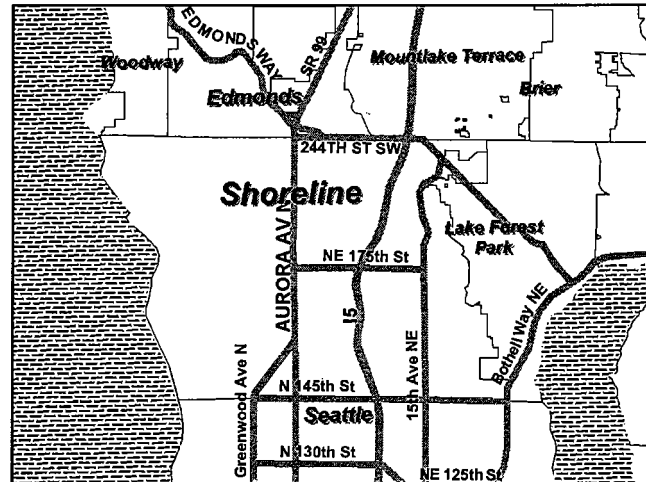 EDMONDS WAY
SR 99
Mountlake Terrace
Woodway
Brier
Edmonds
244TH ST SW
Shoreline
AURORA AV N
Lake Forest
Park
NE 175th St
I5
Bothell Way NE
15th Ave NE
Greenwood Ave N
N 145th St
Seattle
N 130th St
NE 125th St